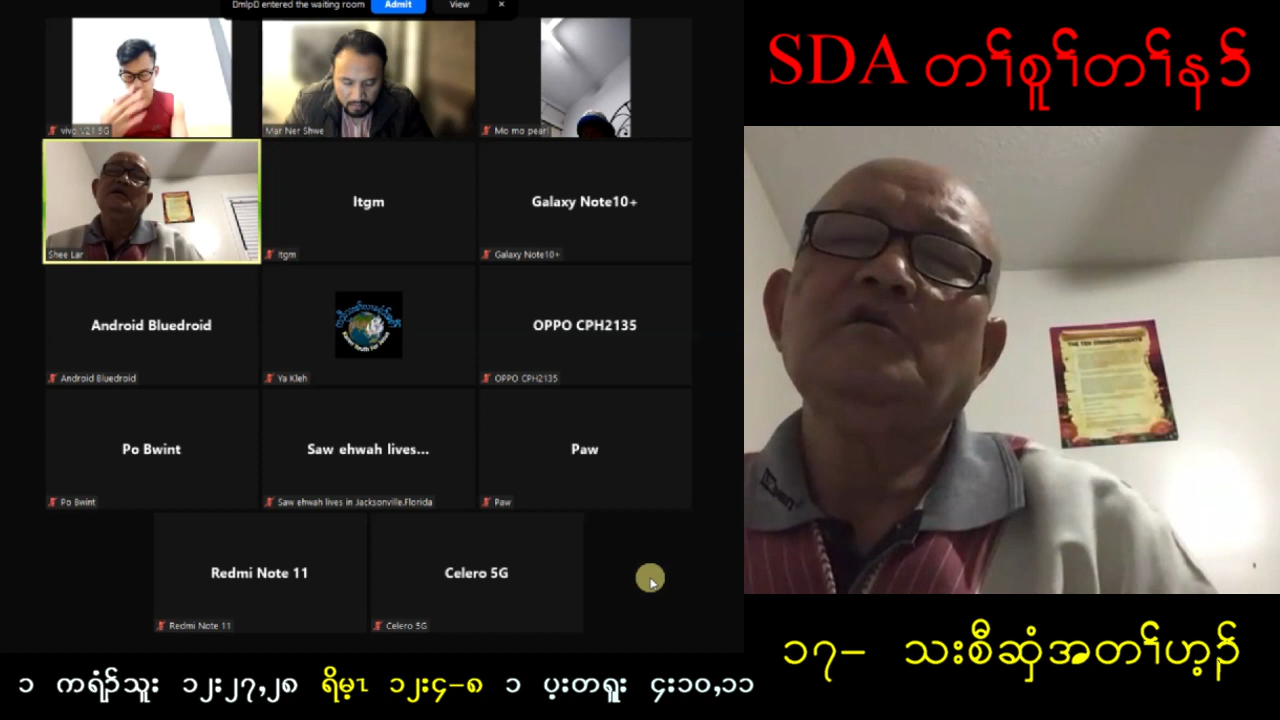 entered the waiting room Admit View ×
SDA တၢ်စူၢ်တၢ်နၥ်
vivo V21 5G
Mar Ner Shwe
Mo mo pearl
Shee Lar
Itgm
Itgm
Galaxy Note10+
Galaxy Note10+
THE TEN COMMANDMENTS
Android Bluedroid
Android Bluedroid
Ya Kleh
OPPO CPH2135
OPPO CPH2135
Po Bwint
Po Bwint
Saw ehwah lives...
Saw ehwah lives in Jacksonville.Florida
Paw
Paw
Redmi Note 11
Redmi Note 11
Celero 5G
Celero 5G
၁၇– သးစီဆှံအတၢ်ဟ့ၣ်
၁ ကရံၣ်သူး ၁၂း၂၇,၂၈ ရိမ့ၤ ၁၂း၄–၈ ၁ ပ့းတရူး ၄း၁၀,၁၁